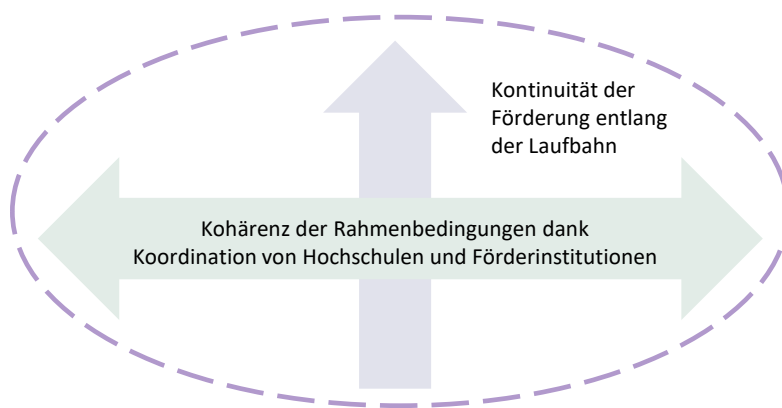 Kontinuität der
Förderung entlang
der Laufbahn
Kohärenz der Rahmenbedingungen dank
Koordination von Hochschulen und Förderinstitutionen